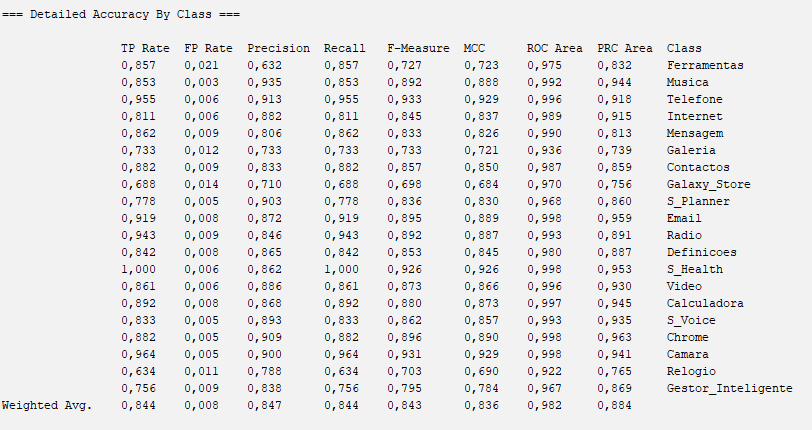 === Detailed Accuracy By Class ===
TP Rate FP Rate Precision Recall F-Measure MCC ROC Area PRC Area Class
0,857 0,021 0,632 0,857 0,727 0,723 0,975 0,832 Ferramentas
0,853 0,003 0,935 0,853 0,892 0,888 0,992 0,944 Musica
0,955 0,006 0,913 0,955 0,933 0,929 0,996 0,918 Telefone
0,811 0,006 0,882 0,811 0,845 0,837 0,989 0,915 Internet
0,862 0,009 0,806 0,862 0,833 0,826 0,990 0,813 Mensagem
0,733 0,012 0,733 0,733 0,733 0,721 0,936 0,739 Galeria
0,882 0,009 0,833 0,882 0,857 0,850 0,987 0,859 Contactos
0,688 0,014 0,710 0,688 0,698 0,684 0,970 0,756 Galaxy_Store
0,778 0,005 0,903 0,778 0,836 0,830 0,968 0,860 S_Planner
0,919 0,008 0,872 0,919 0,895 0,889 0,998 0,959 Email
0,943 0,009 0,846 0,943 0,892 0,887 0,993 0,891 Radio
0,842 0,008 0,865 0,842 0,853 0,845 0,980 0,887 Definicoes
1,000 0,006 0,862 1,000 0,926 0,926 0,998 0,953 S_Health
0,861 0,006 0,886 0,861 0,873 0,866 0,996 0,930 Video
0,892 0,008 0,868 0,892 0,880 0,873 0,997 0,945 Calculadora
0,833 0,005 0,893 0,833 0,862 0,857 0,993 0,935 S_Voice
0,882 0,005 0,909 0,882 0,896 0,890 0,998 0,963 Chrome
0,964 0,005 0,900 0,964 0,931 0,929 0,998 0,941 Camara
0,634 0,011 0,788 0,634 0,703 0,690 0,922 0,765 Relogio
0,756 0,009 0,838 0,756 0,795 0,784 0,967 0,869 Gestor_Inteligente
Weighted Avg. 0,844 0,008 0,847 0,844 0,843 0,836 0,982 0,884